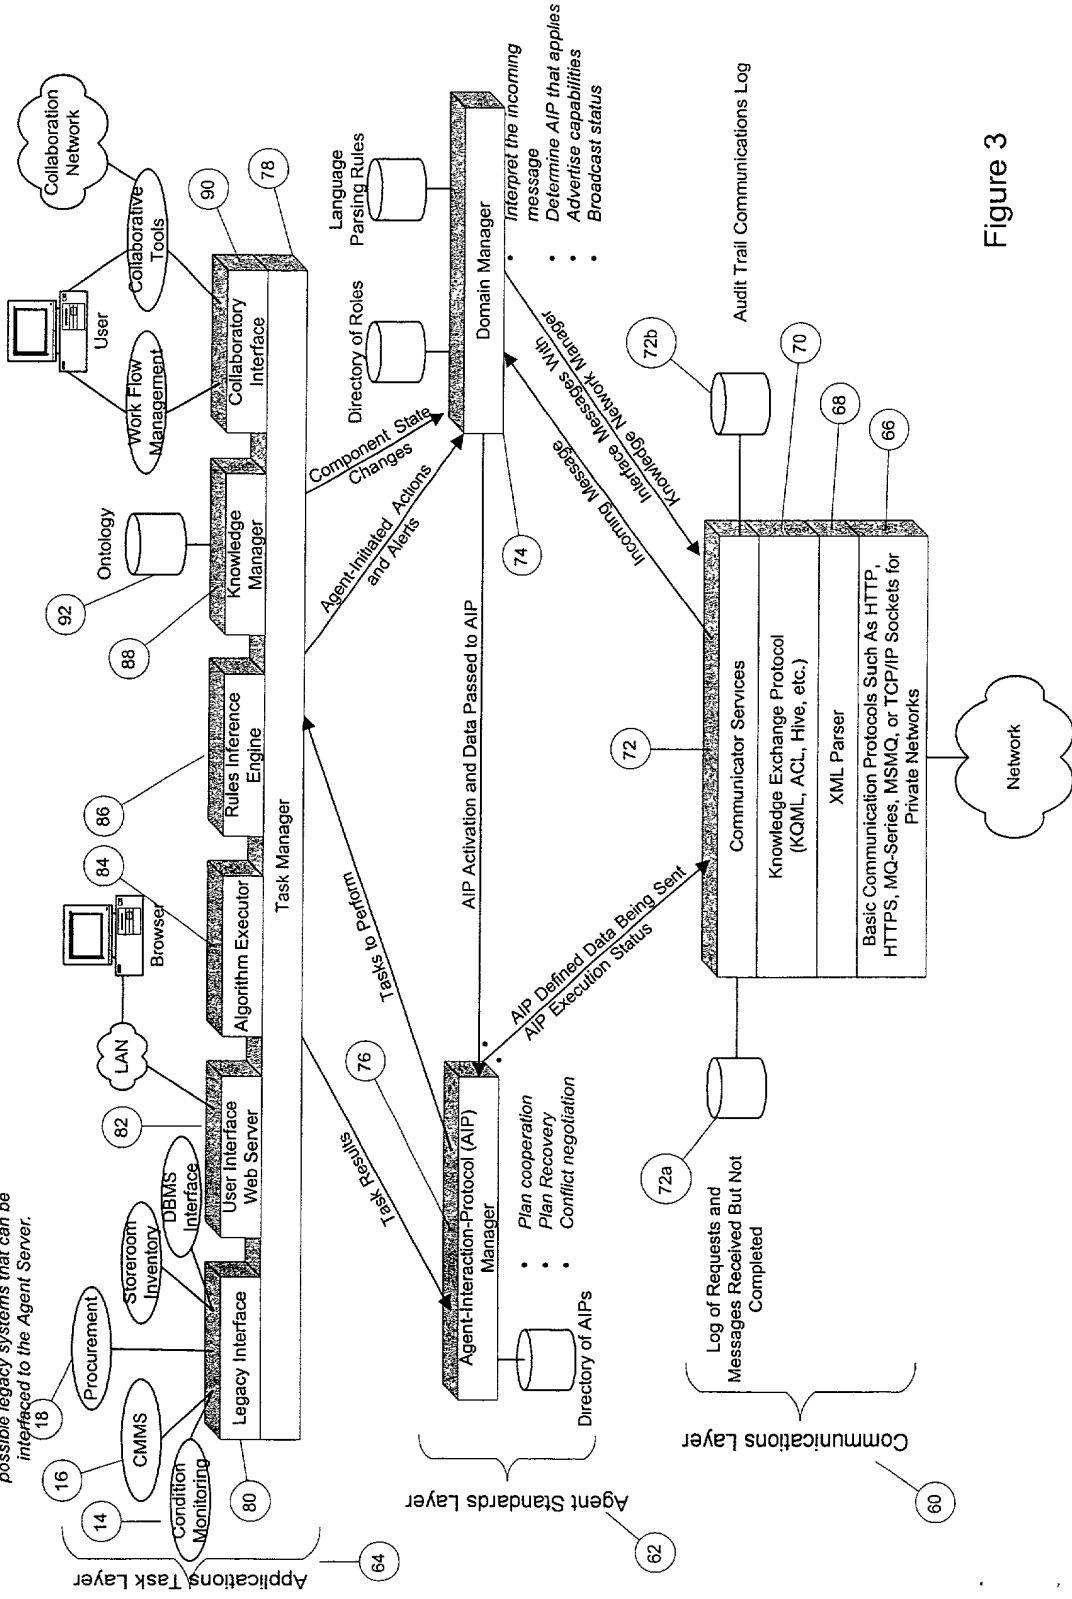 possible legacy systems that can be
interfaced to the Agent Server.
Collaboration
Network
User
Browser
LAN
Procurement
18
Storeroom
Inventory
DBMS
Interface
CMMS
16
Condition
Monitoring
14
Work Flow
Management
Collaborative
Tools
Ontology
92
82
84
86
88
90
78
80
Legacy Interface
User Interface
Web Server
Algorithm Executor
Rules Inference
Engine
Knowledge
Manager
Collaboratory
Interface
Task Manager
Applications Task Layer
64
Task Results
76
Tasks to Perform
Agent-Initiated Actions
and Alerts
Component State
Changes
Directory of Roles
Language
Parsing Rules
Agent-Interaction-Protocol (AIP)
Manager
Directory of AIPs
• Plan cooperation
• Plan Recovery
• Conflict negotiation
AIP Activation and Data Passed to AIP
Domain Manager
74
• Interpret the incoming
message
• Determine AIP that applies
• Advertise capabilities
• Broadcast status
Agent Standards Layer
62
• AIP Defined Data Being Sent
• AIP Execution Status
Incoming Message
Interface Messages With
Knowledge Network Manager
72a
Log of Requests and
Messages Received But Not
Completed
72
72b
Audit Trail Communications Log
Communicator Services
Knowledge Exchange Protocol
(KQML, ACL, Hive, etc.)
70
XML Parser
68
Basic Communication Protocols Such As HTTP,
HTTPS, MQ-Series, MSMQ, or TCP/IP Sockets for
Private Networks
66
Network
Communications Layer
60
Figure 3